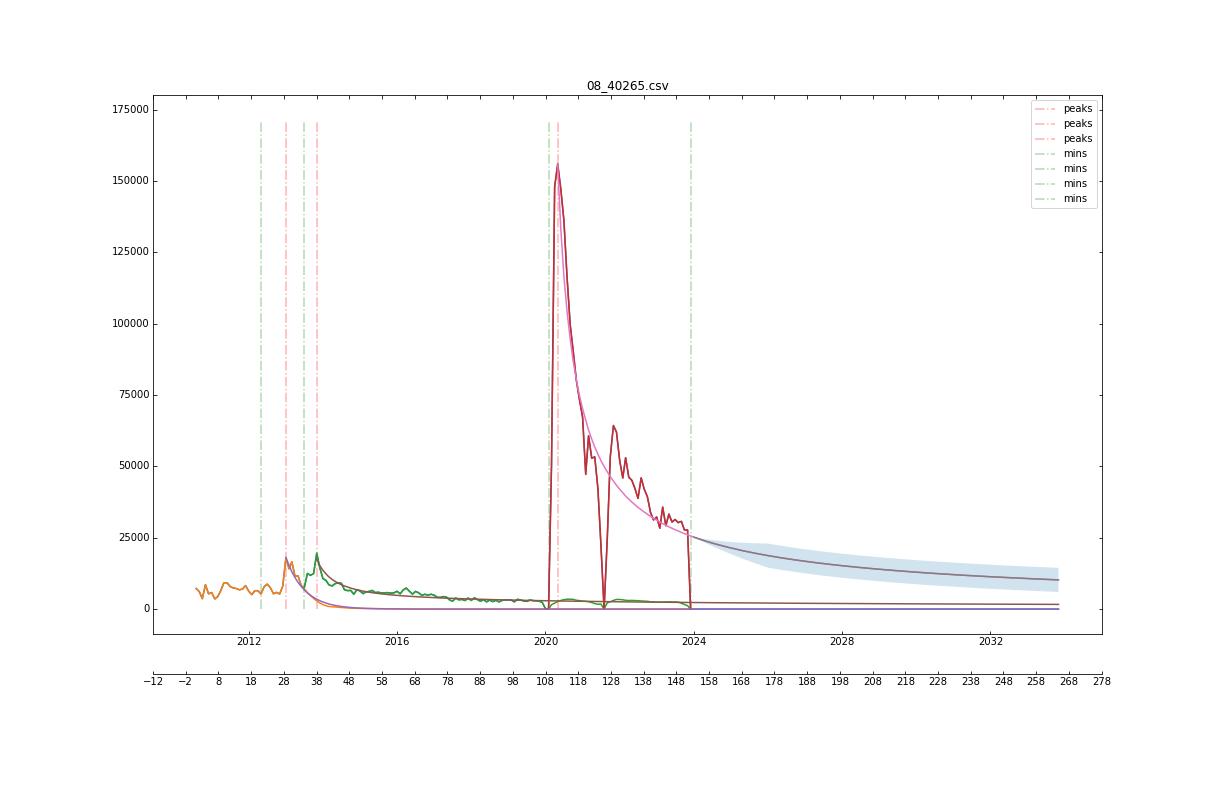 08_40265.csv
175000
150000
125000
100000
75000
50000
25000
0
peaks
peaks
peaks
mins
mins
mins
mins
2012 2016 2020 2024 2028 2032
−12 −2 8 18 28 38 48 58 68 78 88 98 108 118 128 138 148 158 168 178 188 198 208 218 228 238 248 258 268 278